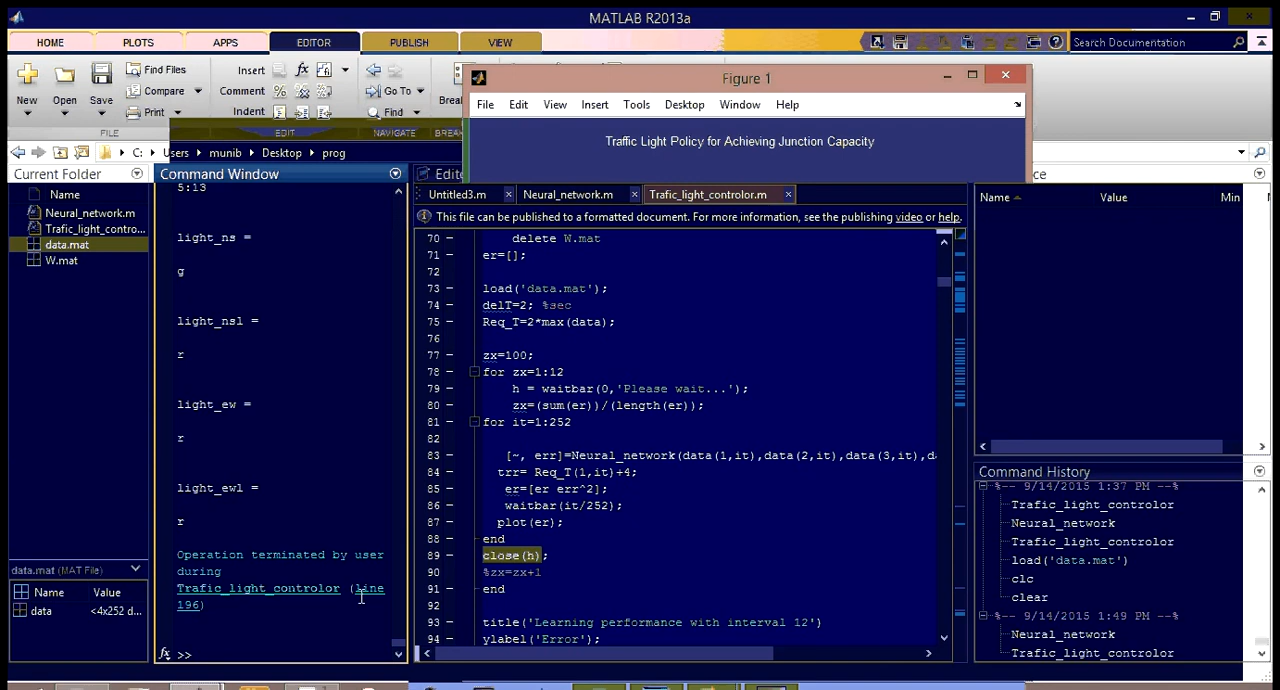 MATLAB R2013a
HOME PLOTS APPS EDITOR PUBLISH VIEW Search Documentation
New Open Save Find Files Compare Print Insert Comment Indent Go To Find Break
FILE EDIT NAVIGATE BREA
C: Users munib Desktop prog
Figure 1
File Edit View Insert Tools Desktop Window Help
Traffic Light Policy for Achieving Junction Capacity
Current Folder
Name
Neural_network.m
Trafic_light_contro...
data.mat
W.mat
data.mat (MAT File)
Name Value
data <4x252 d...
Command Window
5:13
light_ns =
g
light_nsl =
r
light_ew =
r
light_ewl =
r
Operation terminated by user
during
Trafic_light_controlor (line
196)
fx >>
Edito
Untitled3.m Neural_network.m Trafic_light_controlor.m
This file can be published to a formatted document. For more information, see the publishing video or help.
70 – delete W.mat
71 – er=[];
72
73 – load('data.mat');
74 – delT=2; %sec
75 – Req_T=2*max(data);
76
77 – zx=100;
78 – for zx=1:12
79 – h = waitbar(0,'Please wait...');
80 – zx=(sum(er))/(length(er));
81 – for it=1:252
82
83 – [~, err]=Neural_network(data(1,it),data(2,it),data(3,it),d
84 – trr= Req_T(1,it)+4;
85 – er=[er err^2];
86 – waitbar(it/252);
87 – plot(er);
88 – end
89 – close(h);
90 %zx=zx+1
91 – end
92
93 – title('Learning performance with interval 12')
94 – ylabel('Error');
ce
Name Value Min
Command History
%-- 9/14/2015 1:37 PM --%
Trafic_light_controlor
Neural_network
Trafic_light_controlor
load('data.mat')
clc
clear
%-- 9/14/2015 1:49 PM --%
Neural_network
Trafic_light_controlor